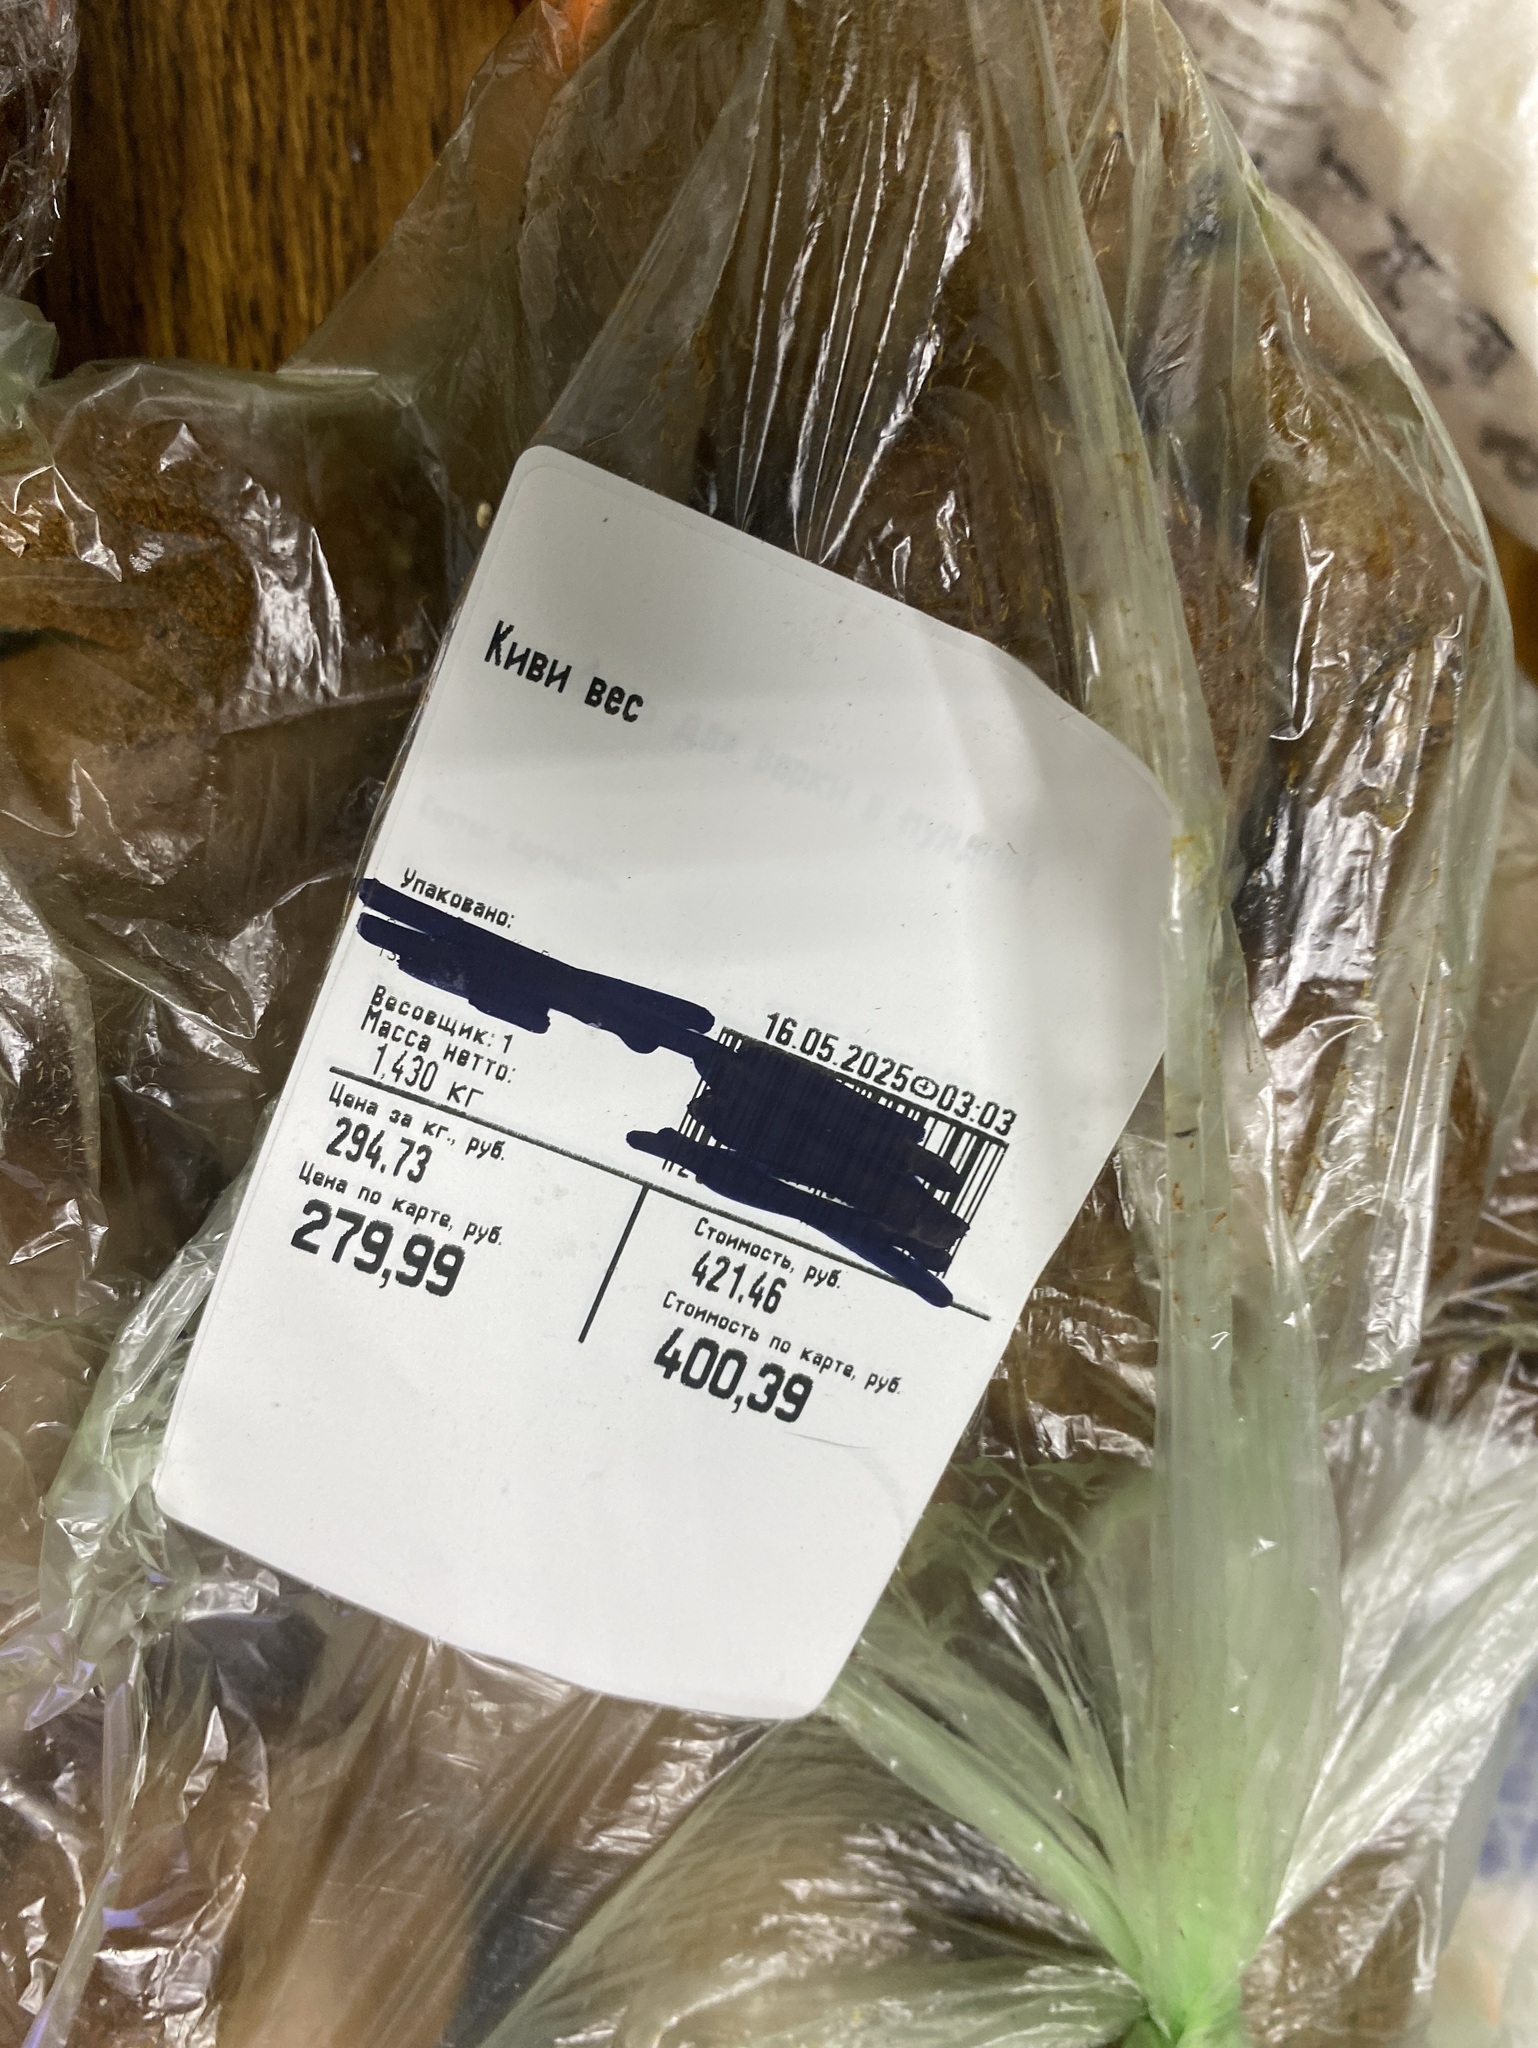 Киви вес
Упаковано:
16.05.2025 03:03
Весовщик: 1
Масса нетто:
1,430 кг
Цена за кг., руб.
294.73
Цена по карте, руб.
279,99
Стоимость, руб.
421.46
Стоимость по карте, руб.
400,39